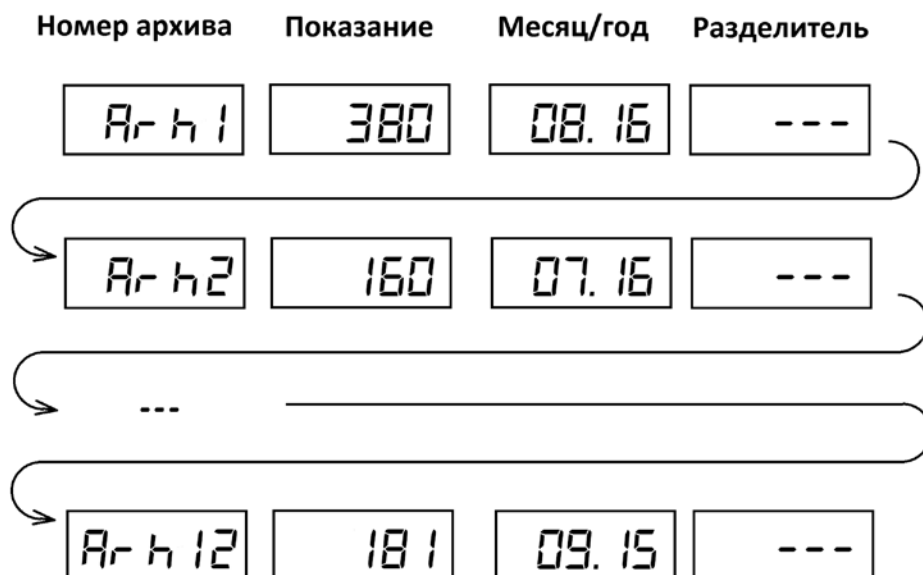 Номер архива Показание Месяц/год Разделитель
Arh1 380 08.16 ---
Arh2 160 07.16 ---
---
Arh12 181 09.15 ---